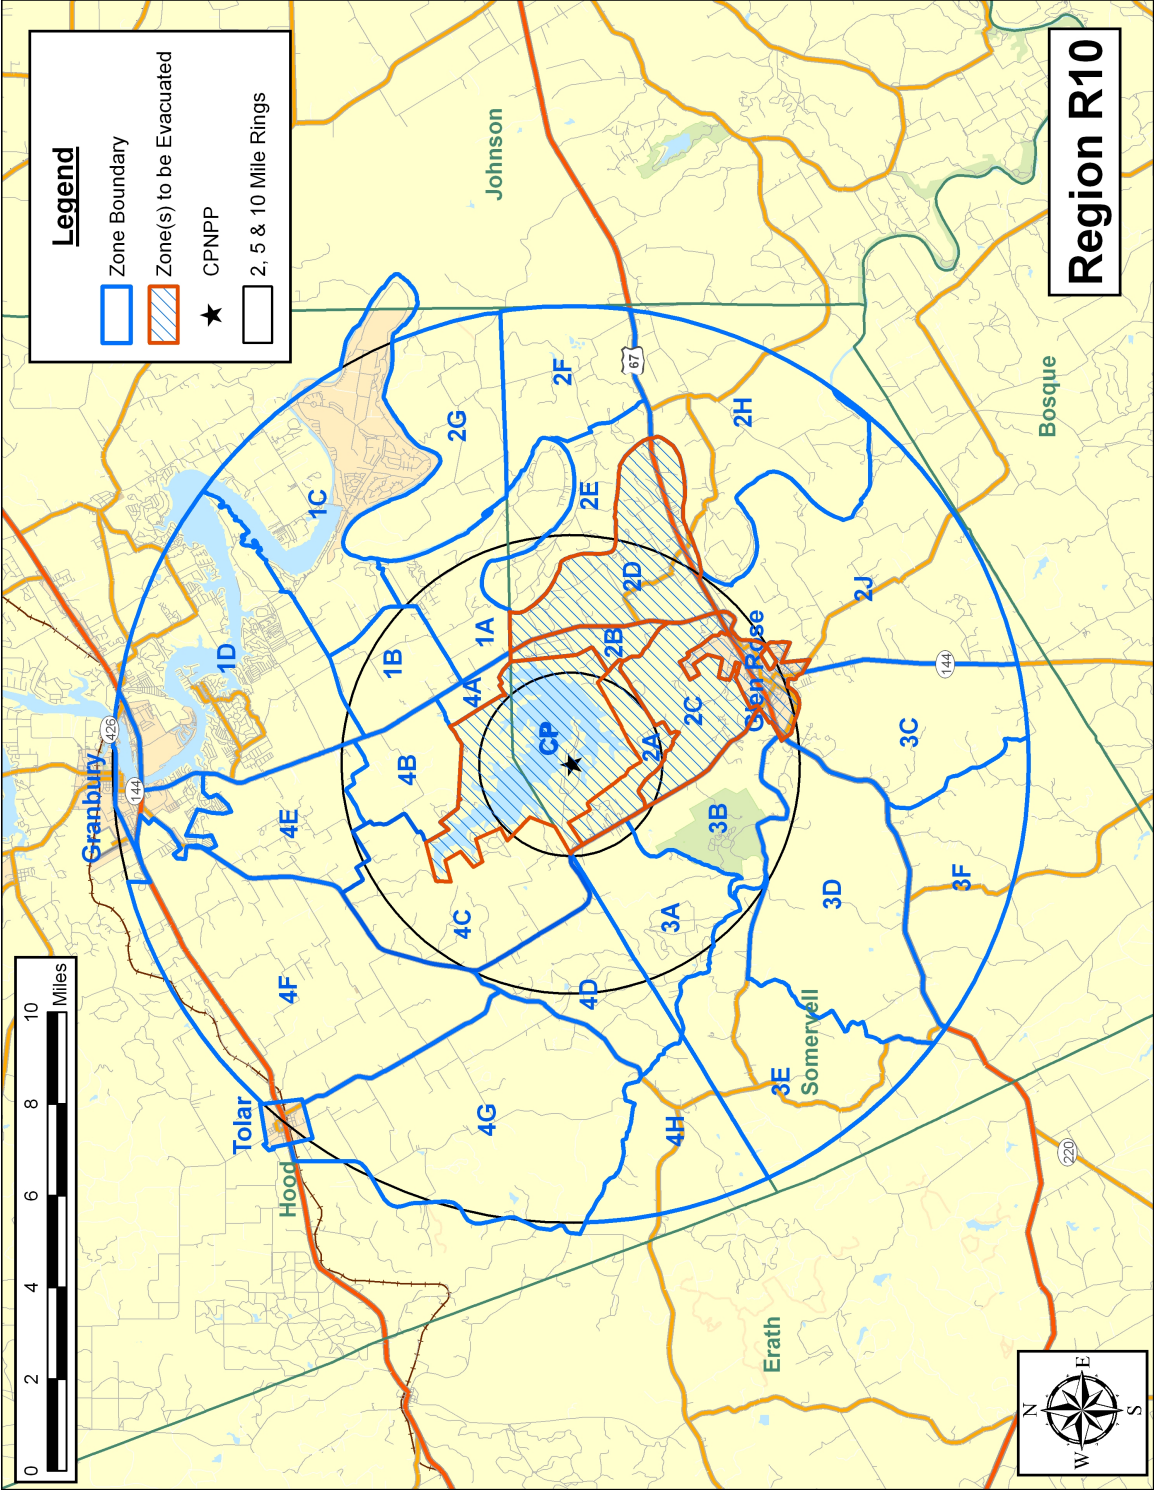 Legend
Zone Boundary
Zone(s) to be Evacuated
CPNPP
2, 5 & 10 Mile Rings
0 2 4 6 8 10
Miles
Region R10
N
W E
S
Granbury
Tolar
Glen Rose
Hood
Johnson
Somervell
Bosque
Erath
426
144
67
144
220
CP
1A
1B
1C
1D
2A
2B
2C
2D
2E
2F
2G
2H
2J
3A
3B
3C
3D
3E
3F
4A
4B
4C
4D
4E
4F
4G
4H